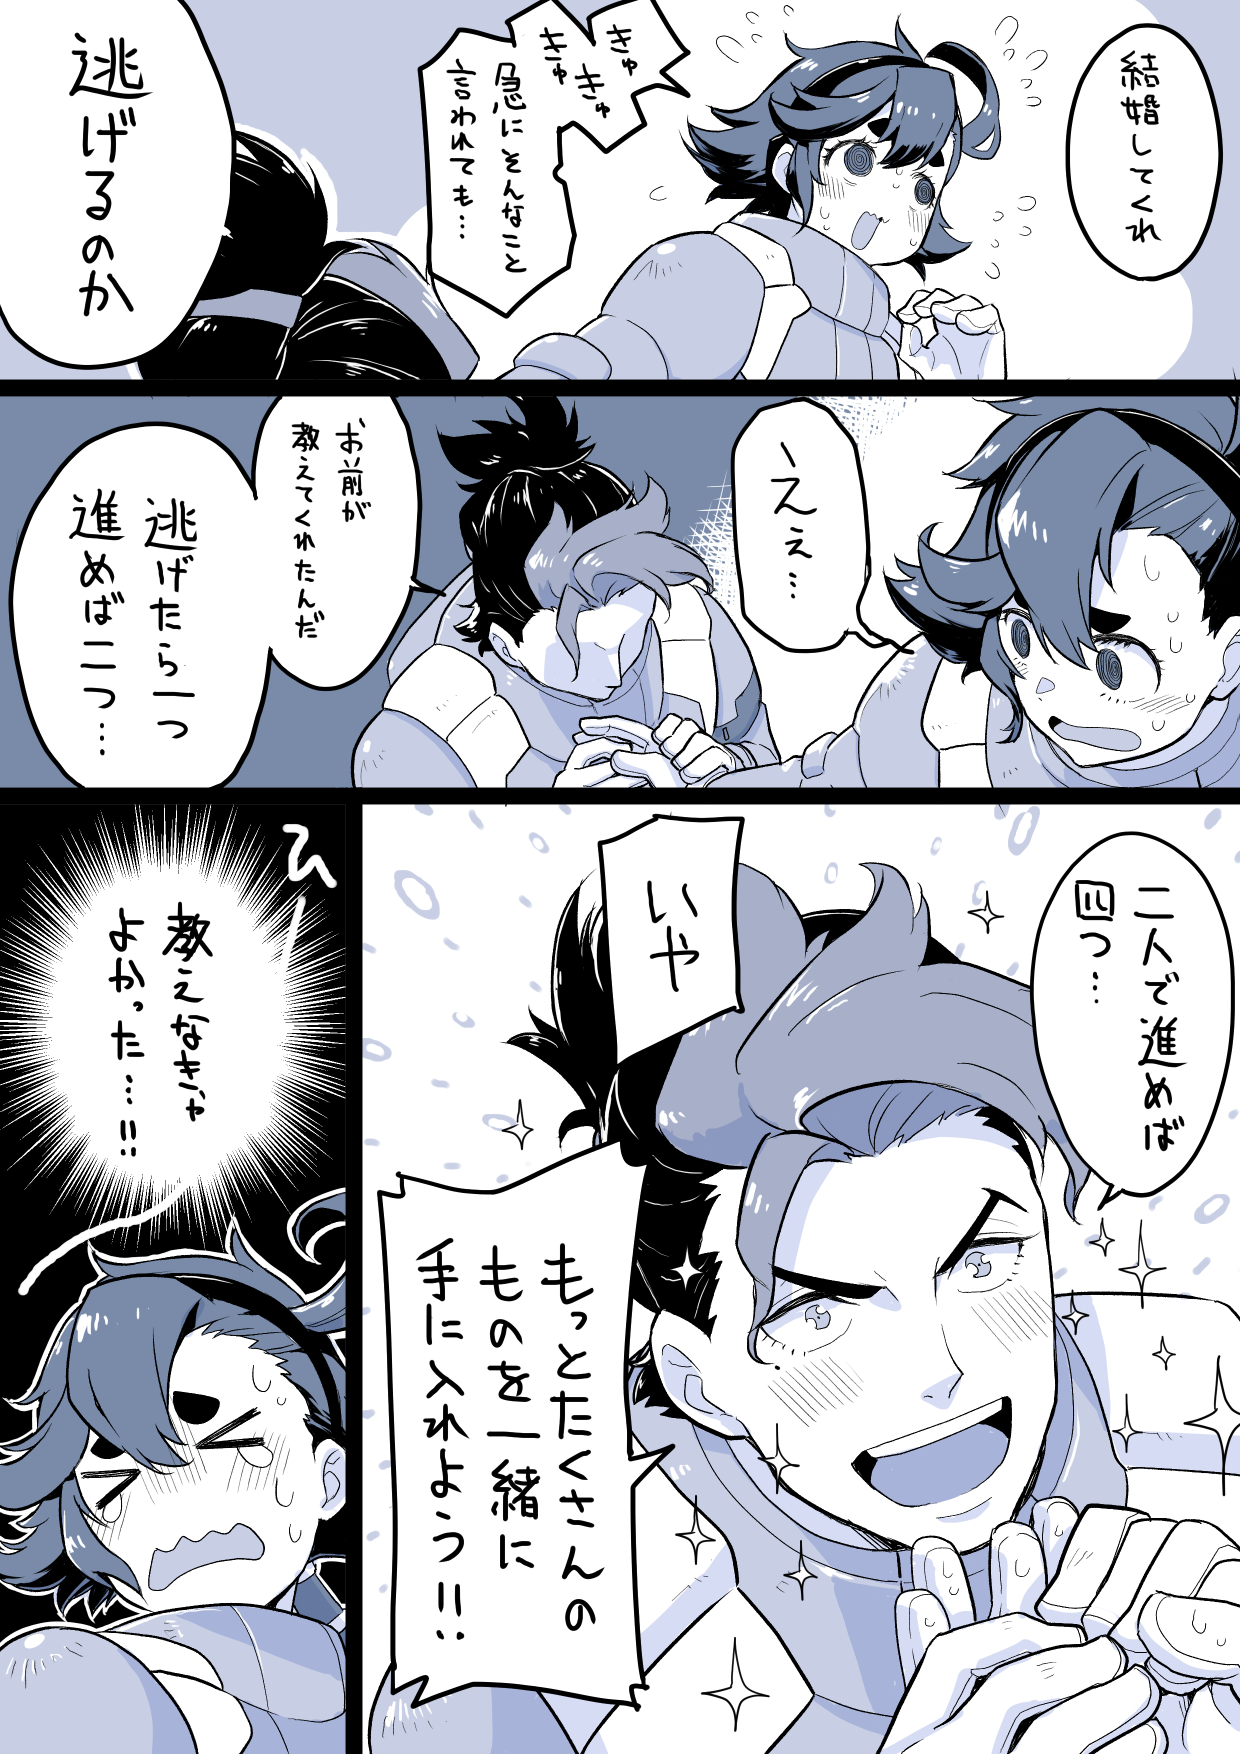 結婚してくれ
きゅ
きゅ
きゅ
急にそんなこと
言われても…
逃げるのか
えぇ…
お前が
教えてくれたんだ
逃げたら一つ
進めば二つ…
二人で進めば
四つ…
いや
もっとたくさんの
ものを一緒に
手に入れよう!!
ひー
教えなきゃ
よかった…!!